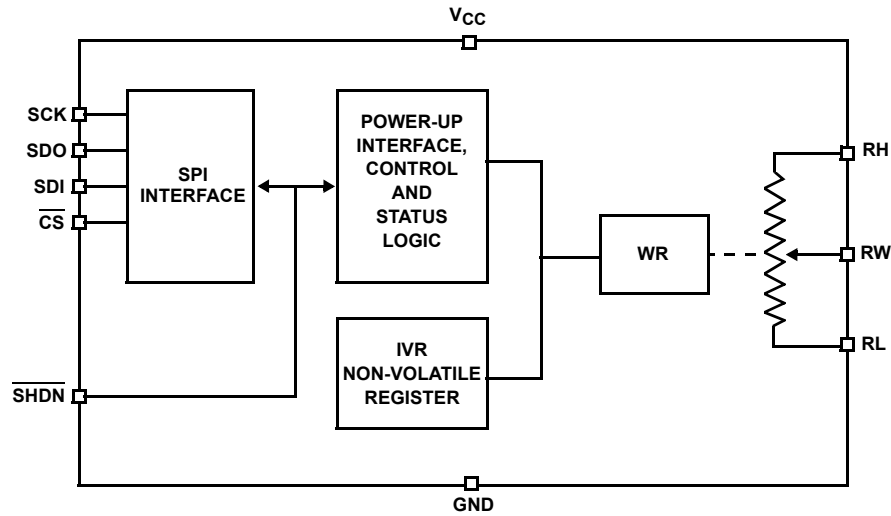 VCC
SCK
SDO
SDI
CS
SHDN
SPI
INTERFACE
POWER-UP
INTERFACE,
CONTROL
AND
STATUS
LOGIC
IVR
NON-VOLATILE
REGISTER
WR
RH
RW
RL
GND